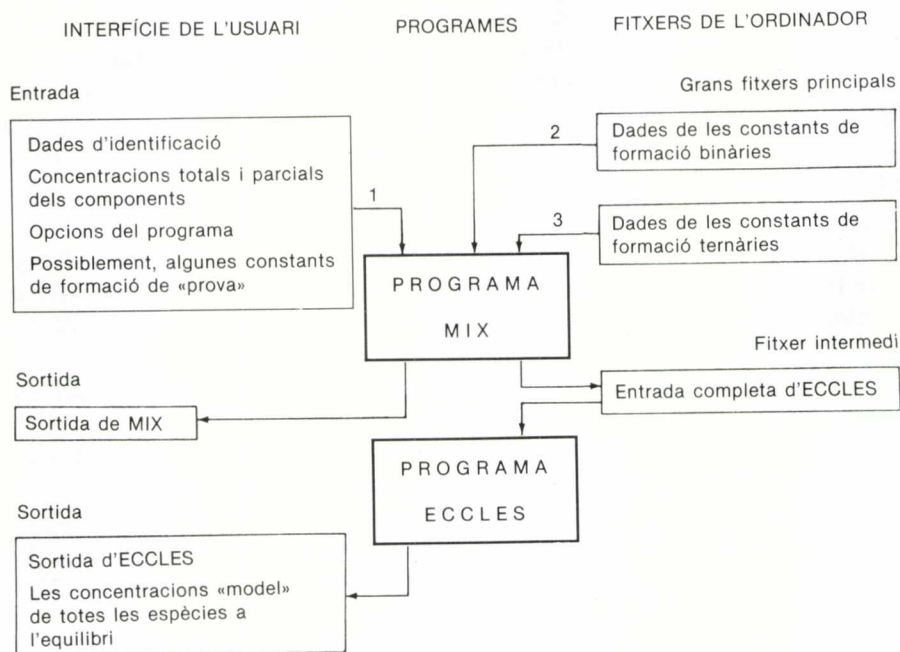 INTERFÍCIE DE L'USUARI
PROGRAMES
FITXERS DE L'ORDINADOR
Entrada
Dades d'identificació
Concentracions totals i parcials
dels components
Opcions del programa
Possiblement, algunes constants
de formació de «prova»
1
2
3
Grans fitxers principals
Dades de les constants de
formació binàries
Dades de les constants de
formació ternàries
PROGRAMA
MIX
Fitxer intermedi
Entrada completa d'ECCLES
Sortida
Sortida de MIX
PROGRAMA
ECCLES
Sortida
Sortida d'ECCLES
Les concentracions «model»
de totes les espècies a
l'equilibri